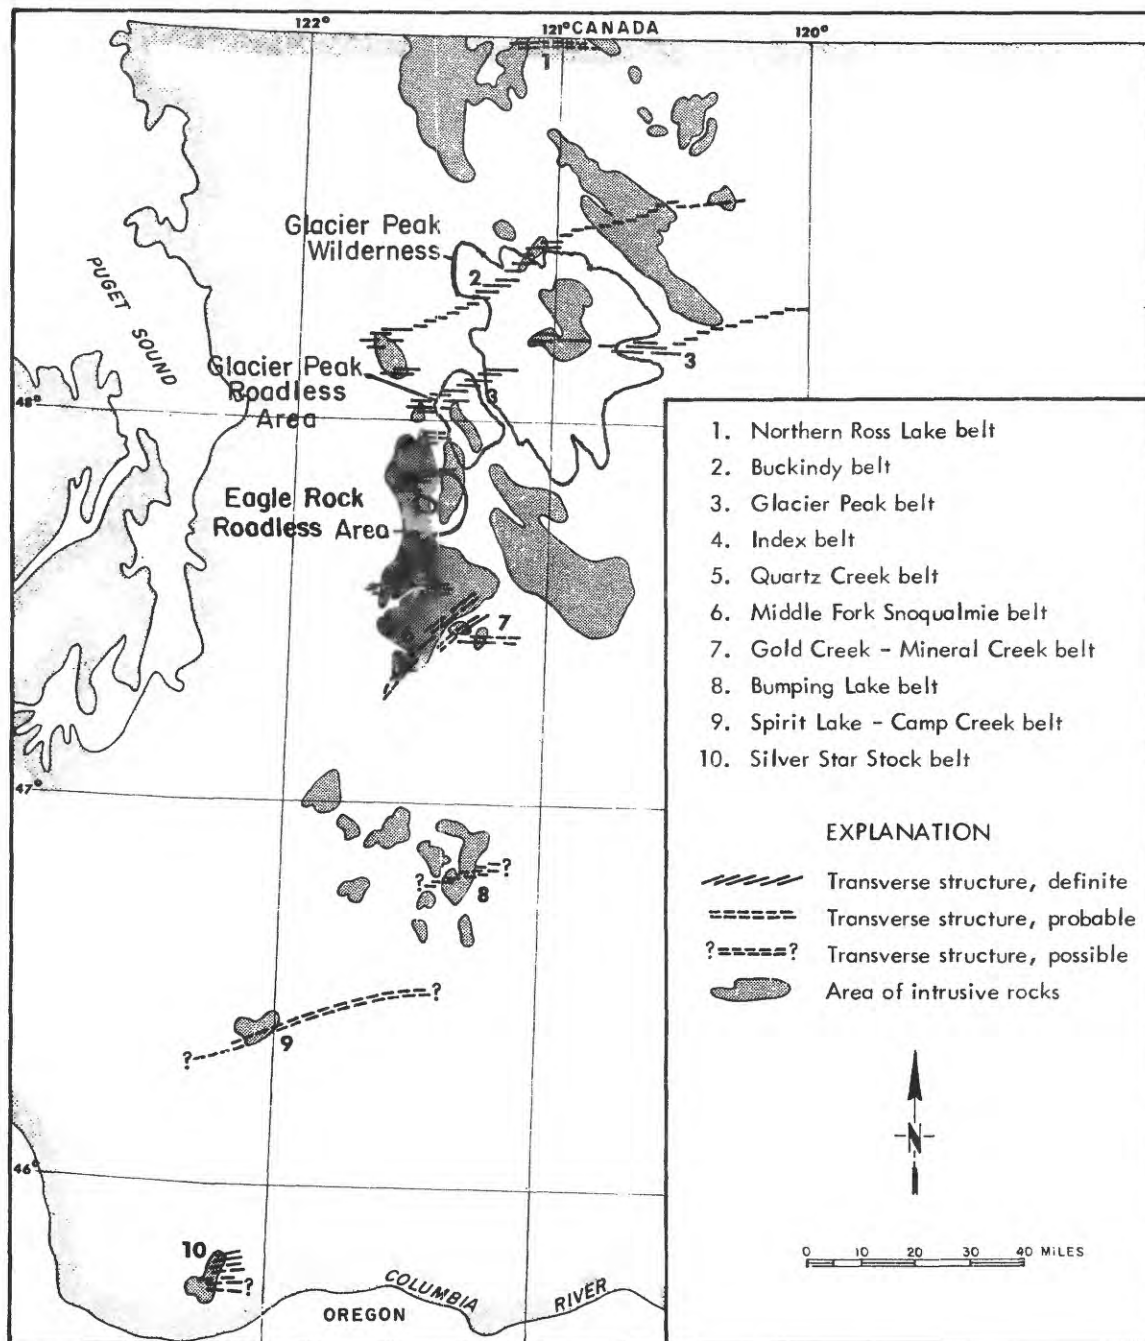 122°
121°
CANADA
120°
1
Glacier Peak
Wilderness
2
PUGET SOUND
3
Glacier Peak
Roadless
Area
3
48°
Eagle Rock
Roadless Area
6
7
47°
?
?
8
?
9
?
46°
10
?
COLUMBIA
RIVER
OREGON
1. Northern Ross Lake belt
2. Buckindy belt
3. Glacier Peak belt
4. Index belt
5. Quartz Creek belt
6. Middle Fork Snoqualmie belt
7. Gold Creek - Mineral Creek belt
8. Bumping Lake belt
9. Spirit Lake - Camp Creek belt
10. Silver Star Stock belt
EXPLANATION
Transverse structure, definite
Transverse structure, probable
? ? Transverse structure, possible
Area of intrusive rocks
N
0 10 20 30 40 MILES